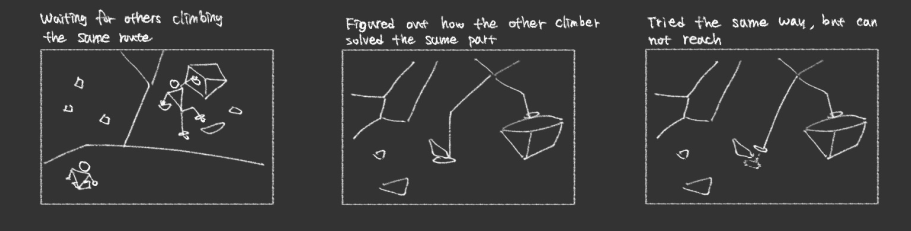 Waiting for others climbing
the same route
Figured out how the other climber
solved the same part
Tried the same way, but can
not reach